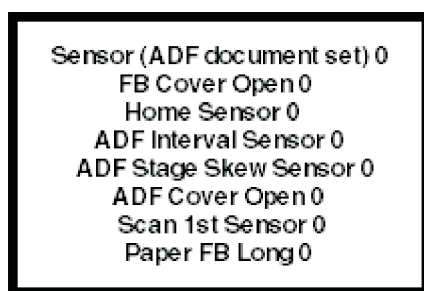 Sensor (ADF document set) 0
FB Cover Open 0
Home Sensor 0
ADF Interval Sensor 0
ADF Stage Skew Sensor 0
ADF Cover Open 0
Scan 1st Sensor 0
Paper FB Long 0